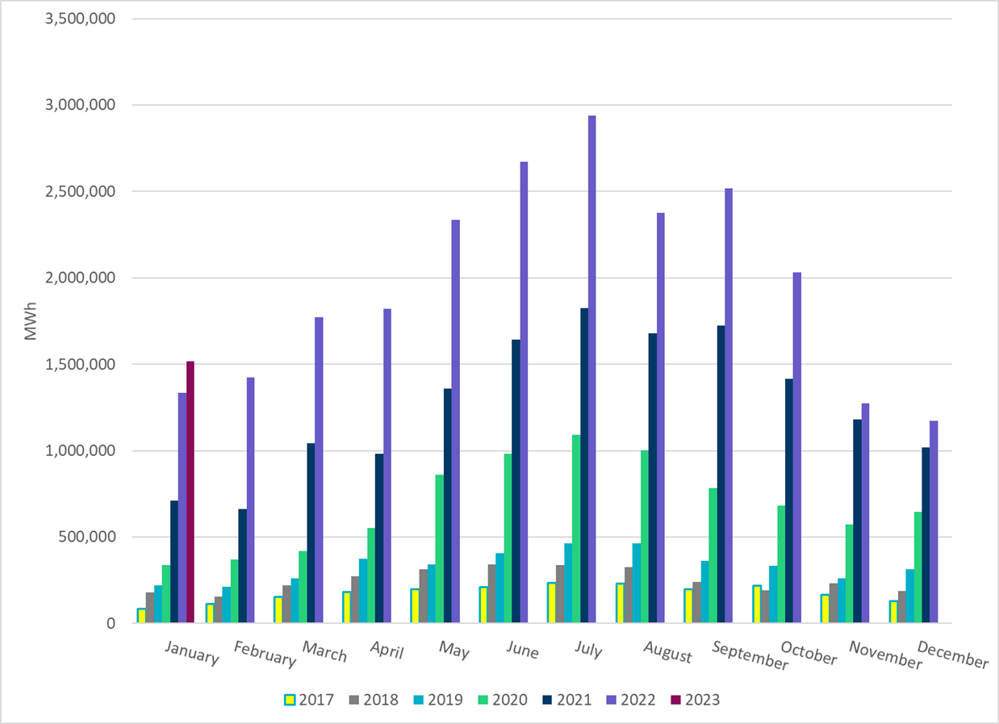 3,500,000
3,000,000
2,500,000
2,000,000
1,500,000
1,000,000
500,000
0
MWh
January February March April May June July August September October November December
2017 2018 2019 2020 2021 2022 2023